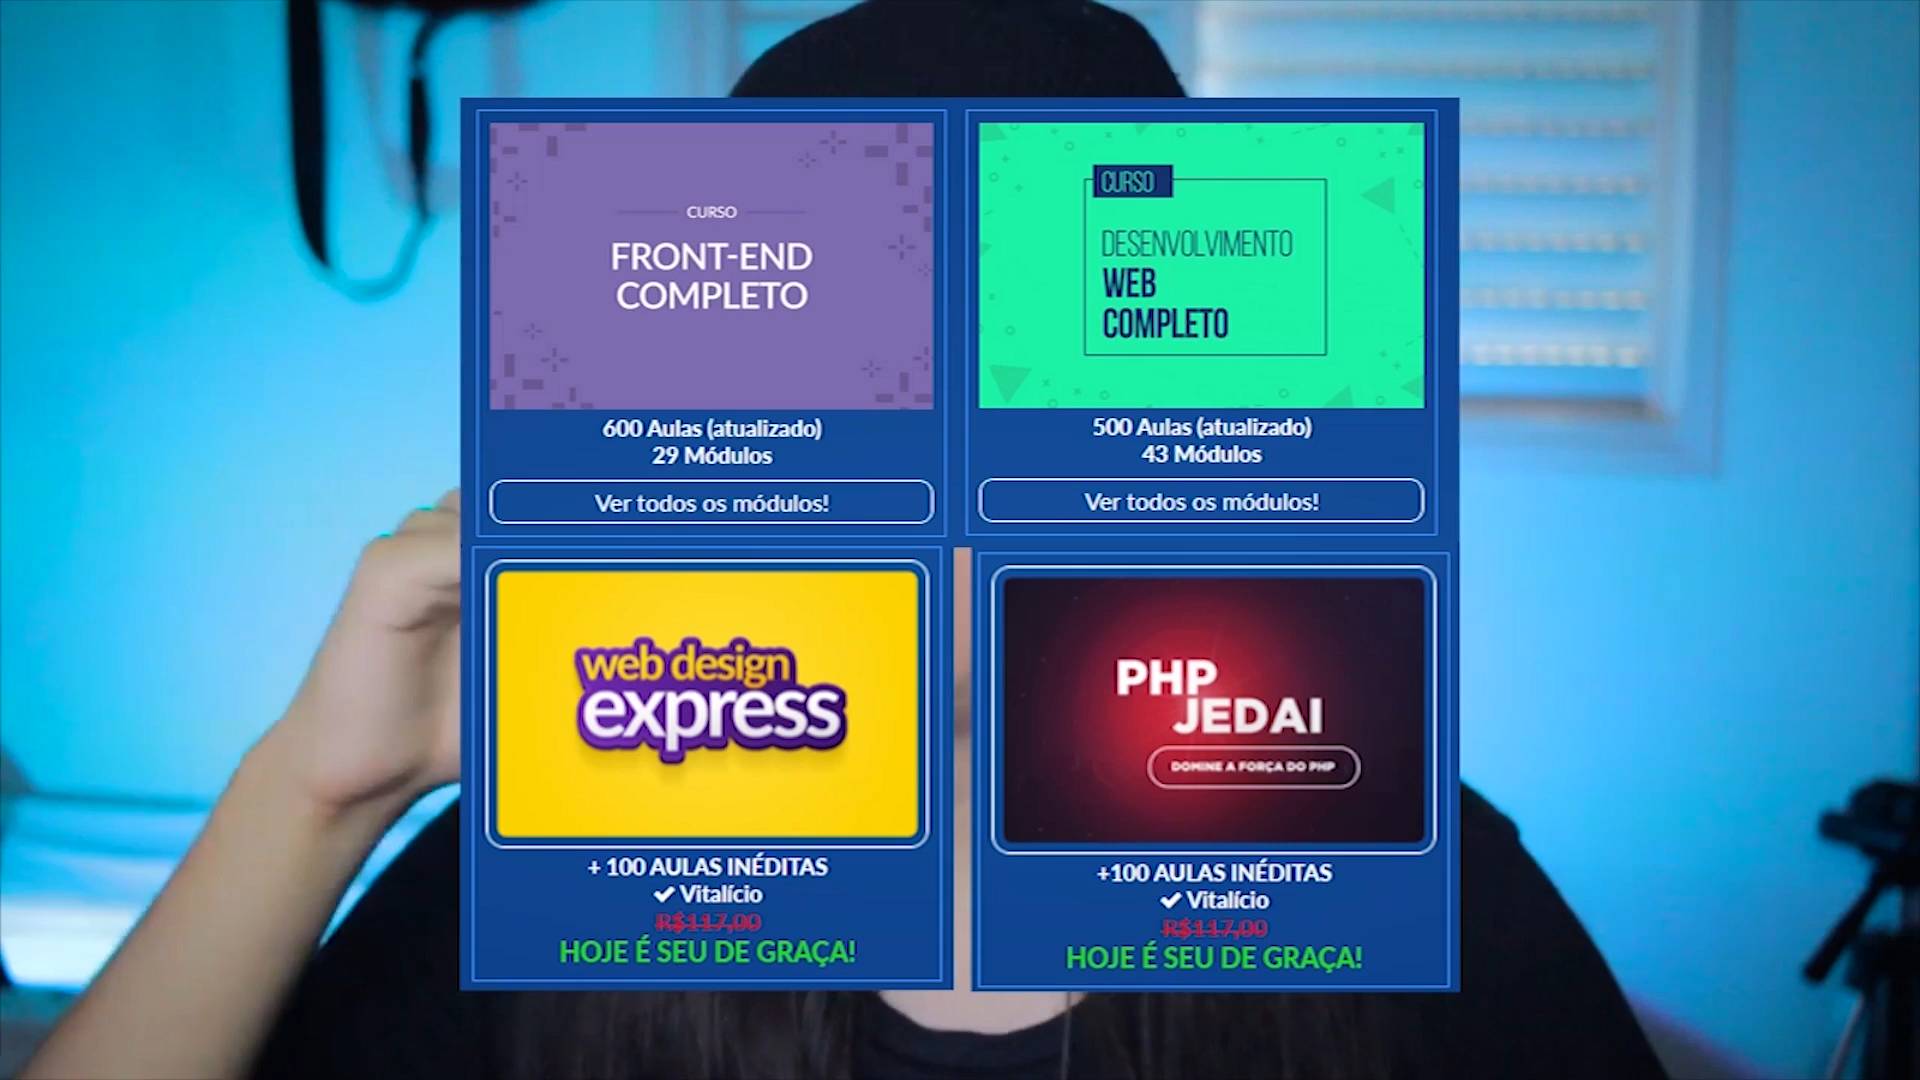 CURSO
FRONT-END
COMPLETO
600 Aulas (atualizado)
29 Módulos
Ver todos os módulos!
CURSO
DESENVOLVIMENTO
WEB
COMPLETO
500 Aulas (atualizado)
43 Módulos
Ver todos os módulos!
web design
express
+ 100 AULAS INÉDITAS
✔ Vitalício
R$117,00
HOJE É SEU DE GRAÇA!
PHP
JEDAI
DOMINE A FORÇA DO PHP
+100 AULAS INÉDITAS
✔ Vitalício
R$117,00
HOJE É SEU DE GRAÇA!